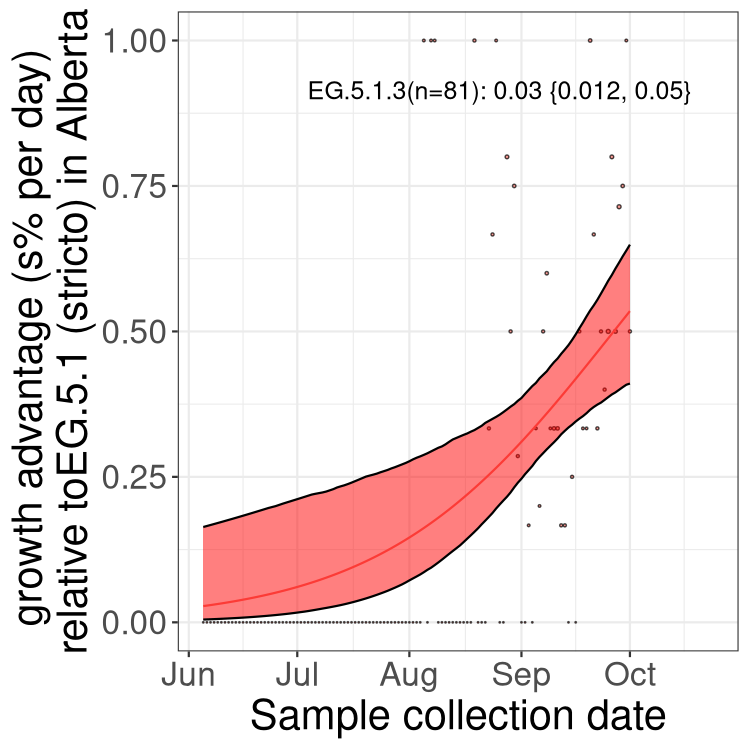 growth advantage (s% per day)
relative toEG.5.1 (stricto) in Alberta
1.00
0.75
0.50
0.25
0.00
EG.5.1.3(n=81): 0.03 {0.012, 0.05}
Jun Jul Aug Sep Oct
Sample collection date